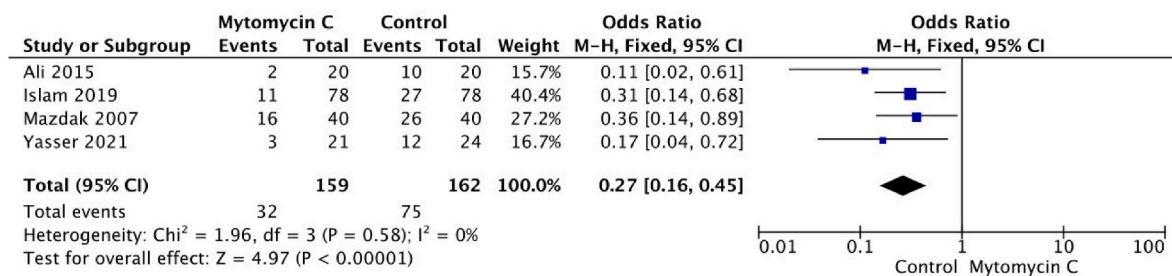 Mytomycin C Control Odds Ratio Odds Ratio
Study or Subgroup Events Total Events Total Weight M-H, Fixed, 95% CI M-H, Fixed, 95% CI
Ali 2015 2 20 10 20 15.7% 0.11 [0.02, 0.61]
Islam 2019 11 78 27 78 40.4% 0.31 [0.14, 0.68]
Mazdak 2007 16 40 26 40 27.2% 0.36 [0.14, 0.89]
Yasser 2021 3 21 12 24 16.7% 0.17 [0.04, 0.72]
Total (95% CI) 159 162 100.0% 0.27 [0.16, 0.45]
Total events 32 75
Heterogeneity: Chi² = 1.96, df = 3 (P = 0.58); I² = 0%
Test for overall effect: Z = 4.97 (P < 0.00001)
0.01 0.1 1 10 100
Control Mytomycin C